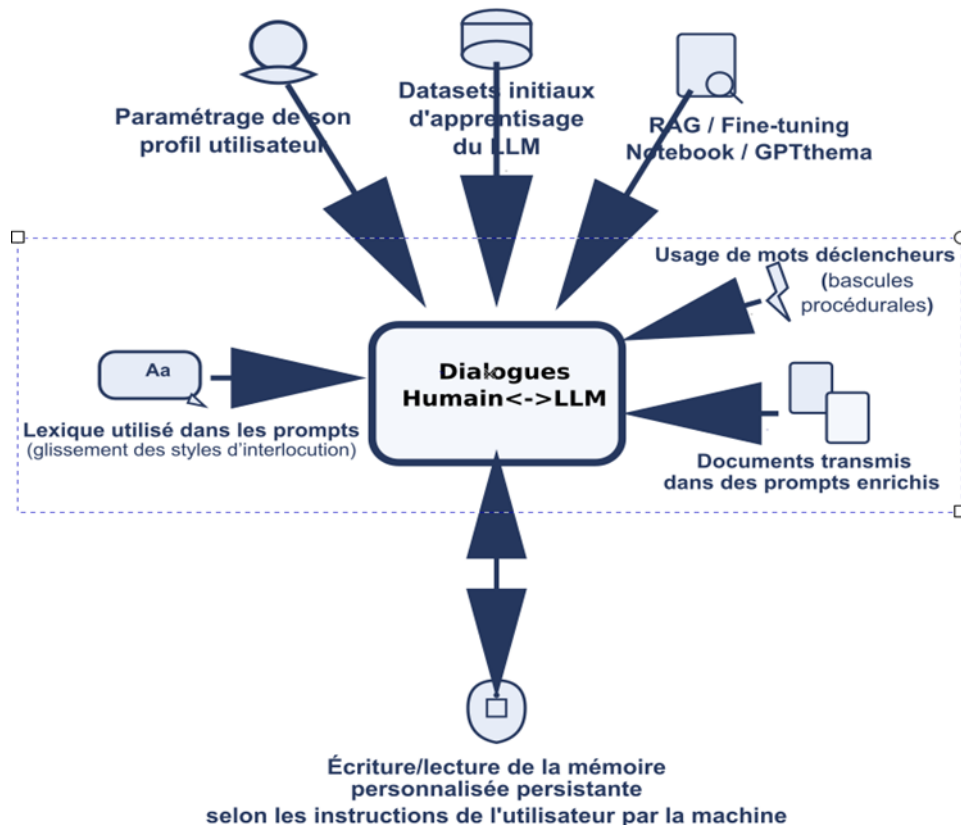 Paramétrage de son
profil utilisateur
Datasets initiaux
d'apprentisage
du LLM
RAG / Fine-tuning
Notebook / GPTthema
Usage de mots déclencheurs
(bascules
procédurales)
Aa
Lexique utilisé dans les prompts
(glissement des styles d'interlocution)
Dialogues
Humain<->LLM
Documents transmis
dans des prompts enrichis
Écriture/lecture de la mémoire
personnalisée persistante
selon les instructions de l'utilisateur par la machine